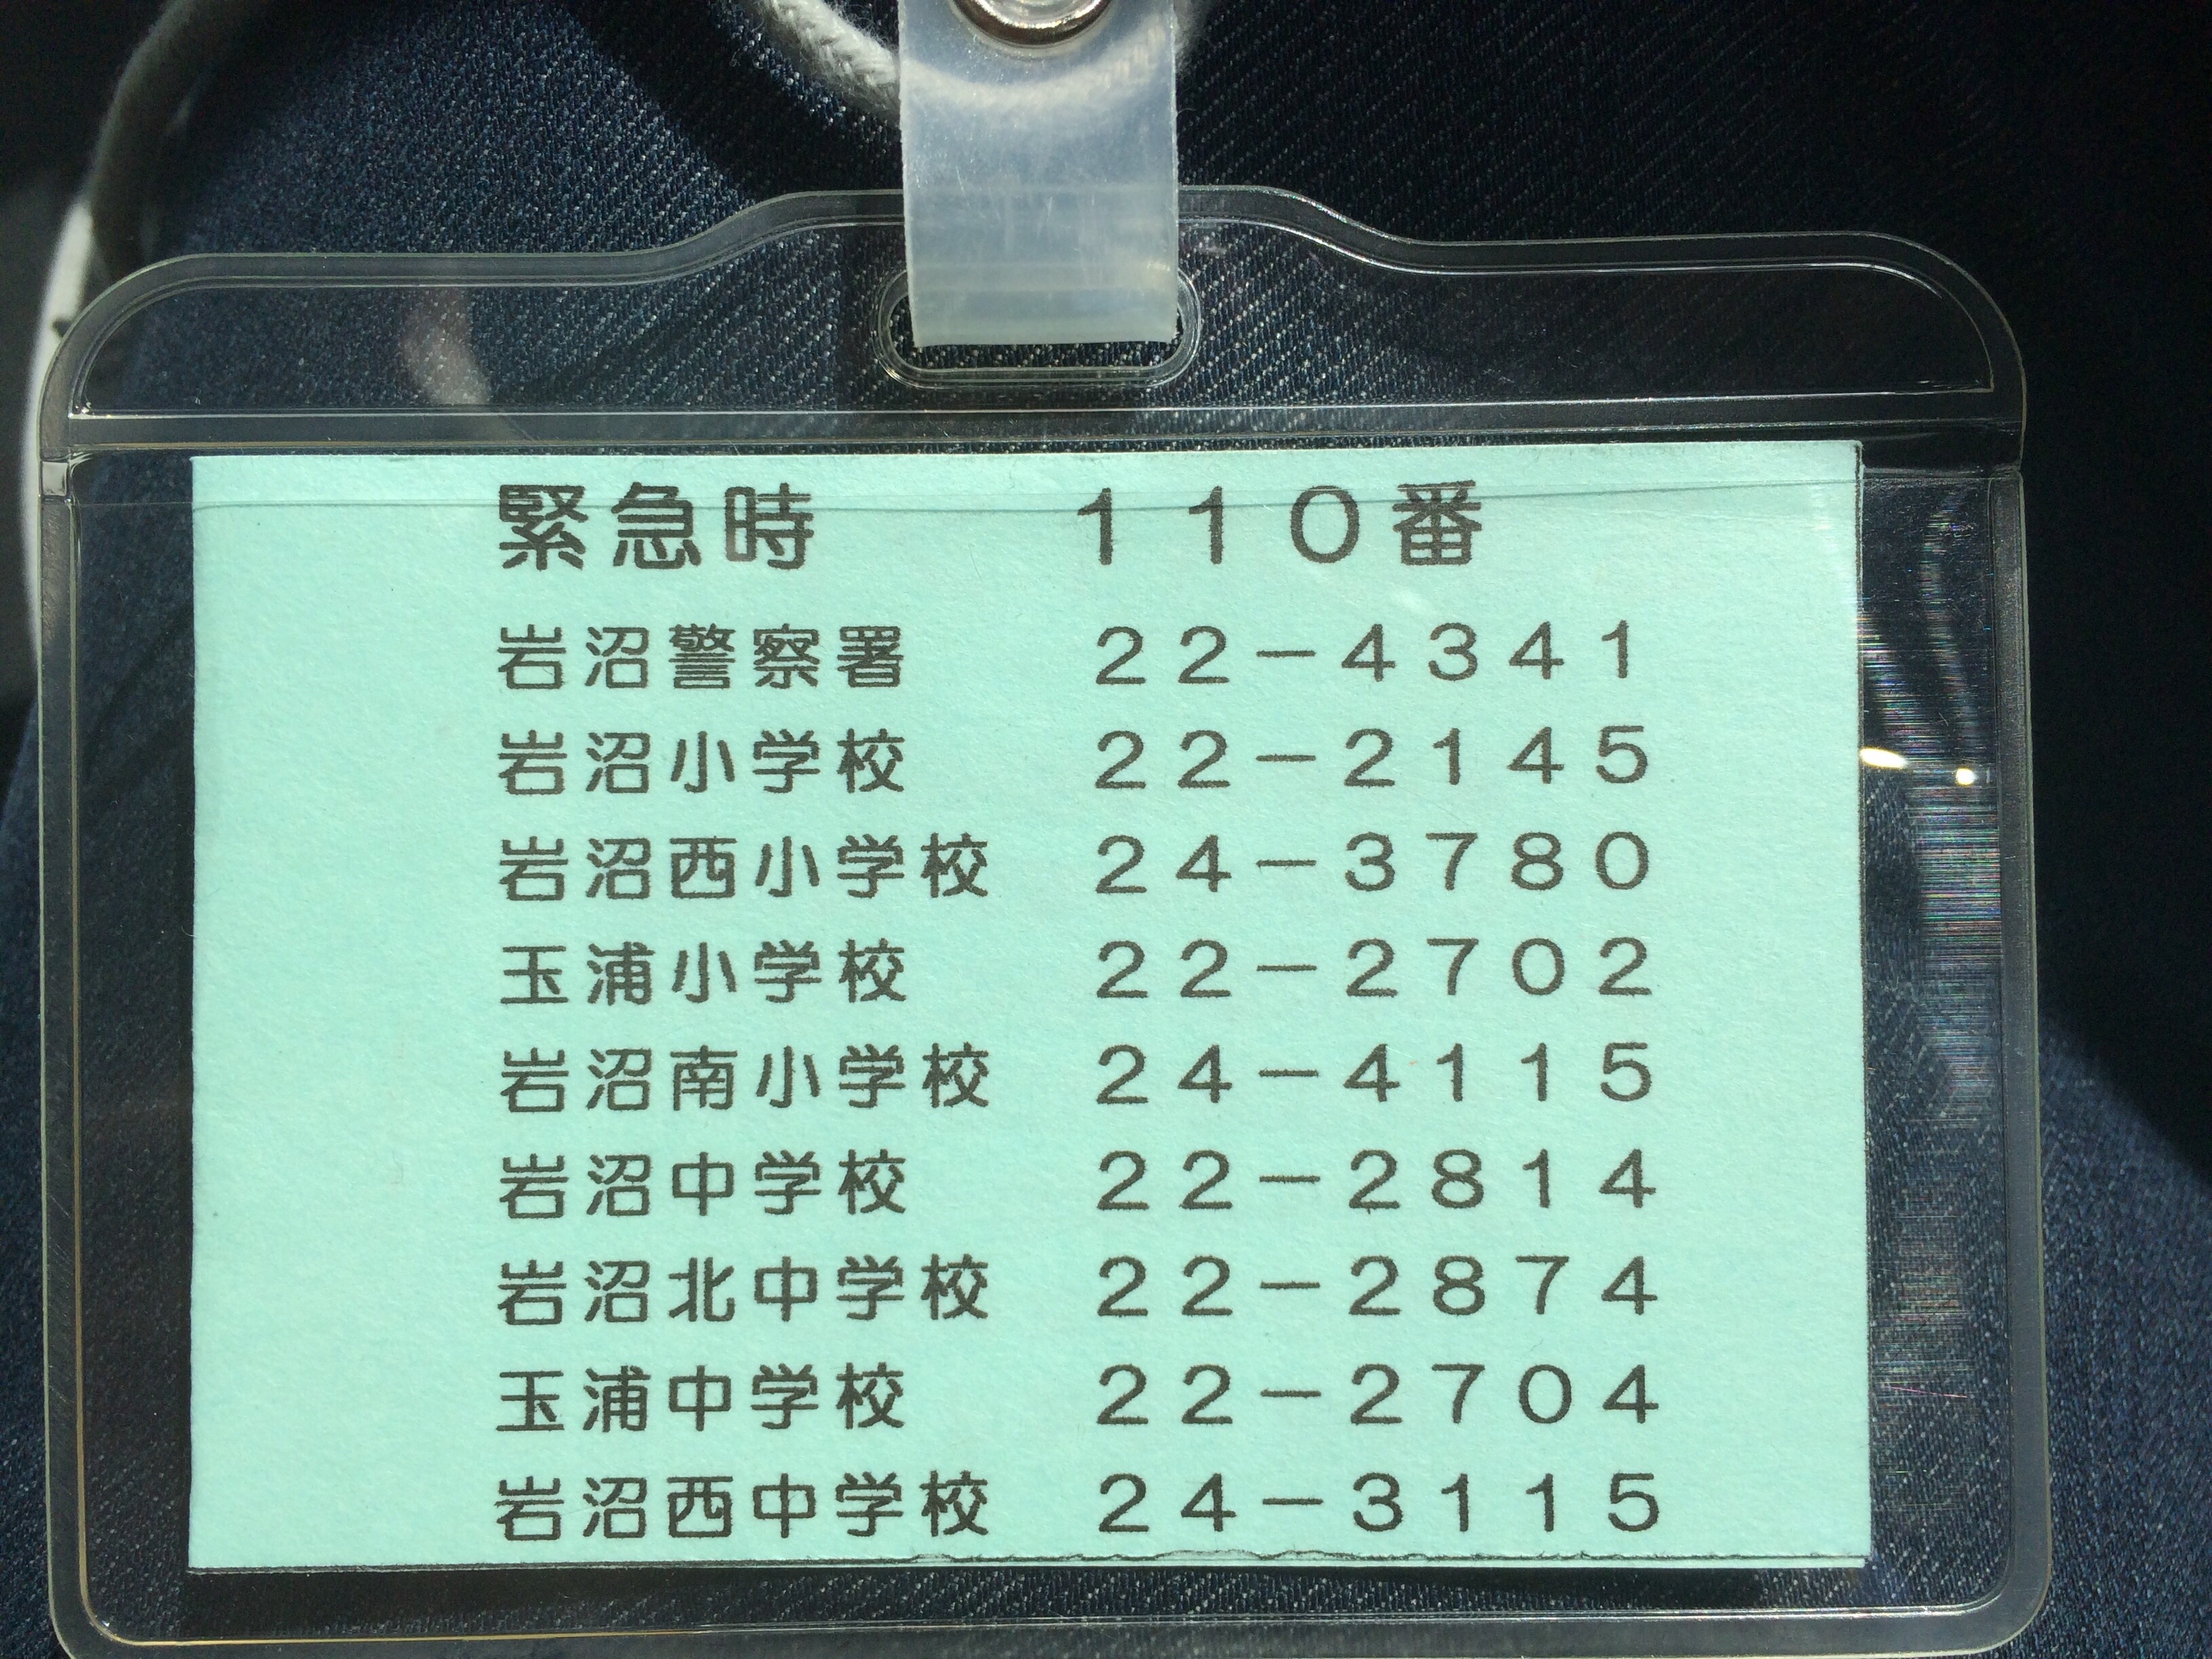 緊急時　１１０番
岩沼警察署　２２－４３４１
岩沼小学校　２２－２１４５
岩沼西小学校　２４－３７８０
玉浦小学校　２２－２７０２
岩沼南小学校　２４－４１１５
岩沼中学校　２２－２８１４
岩沼北中学校　２２－２８７４
玉浦中学校　２２－２７０４
岩沼西中学校　２４－３１１５